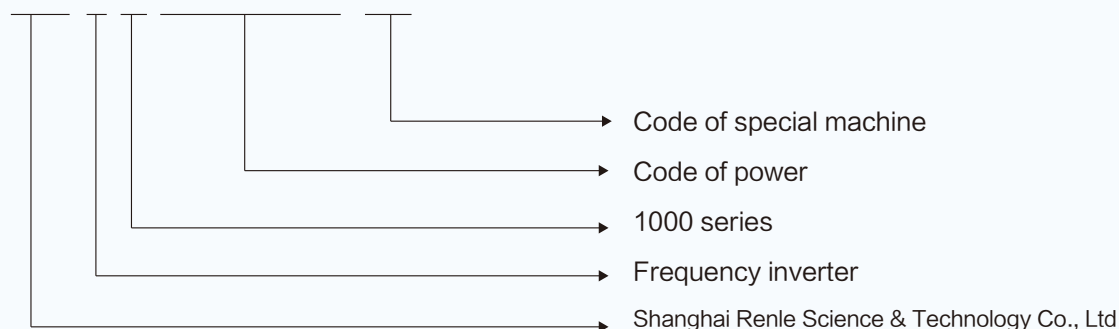 Code of special machine
Code of power
1000 series
Frequency inverter
Shanghai Renle Science & Technology Co., Ltd